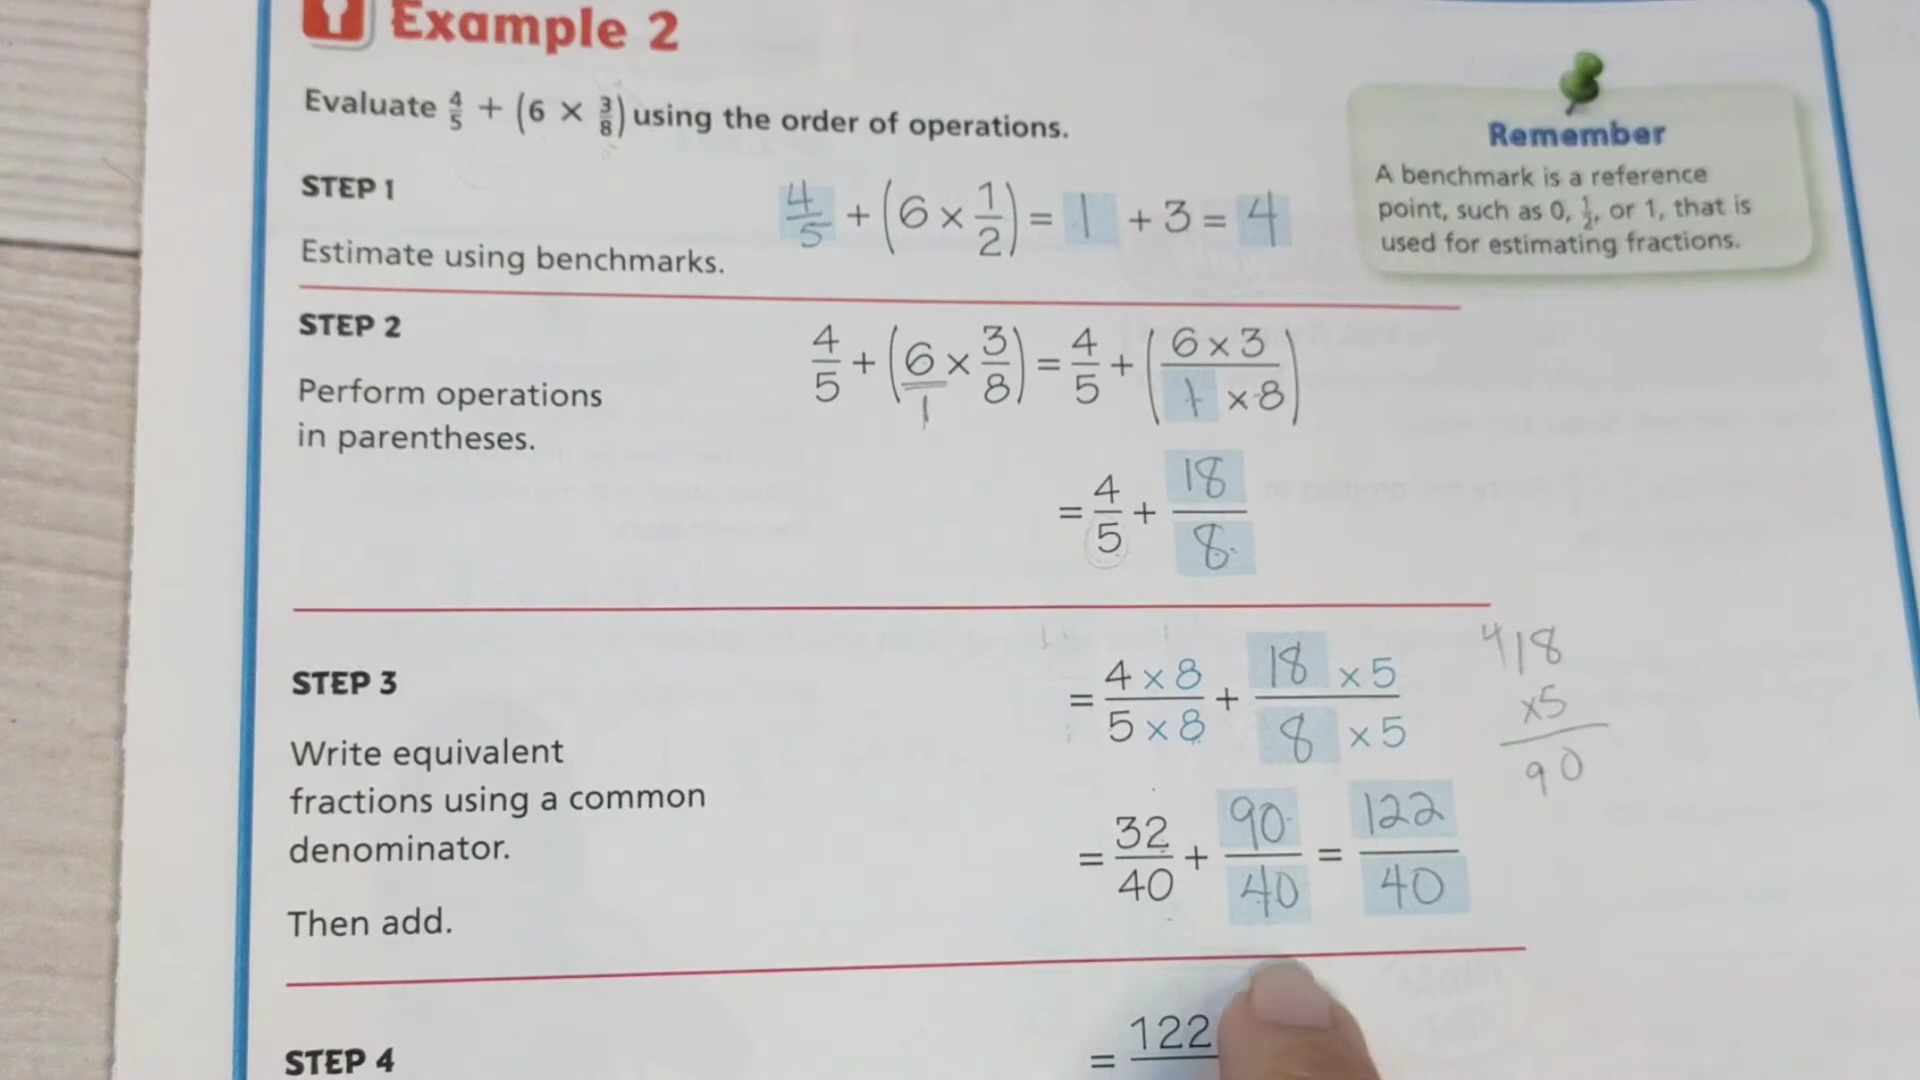 Example 2
Evaluate 4/5 + (6 × 3/8) using the order of operations.
Remember
A benchmark is a reference
point, such as 0, 1/2, or 1, that is
used for estimating fractions.
STEP 1
Estimate using benchmarks.
4/5 + (6 × 1/2) = 1 + 3 = 4
STEP 2
Perform operations
in parentheses.
4/5 + (6/1 × 3/8) = 4/5 + (6 × 3 / 1 × 8)
= 4/5 + 18/8
STEP 3
Write equivalent
fractions using a common
denominator.
Then add.
= 4 × 8 / 5 × 8 + 18 × 5 / 8 × 5
= 32/40 + 90/40 = 122/40
4 18
×5
90
STEP 4
= 122